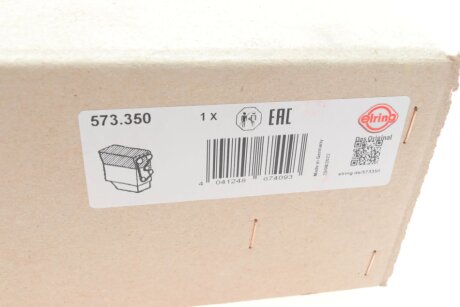 573.350
1 X
EAC
elring
Das Original
Made in Germany
4 041248 074093
elring.de/573350